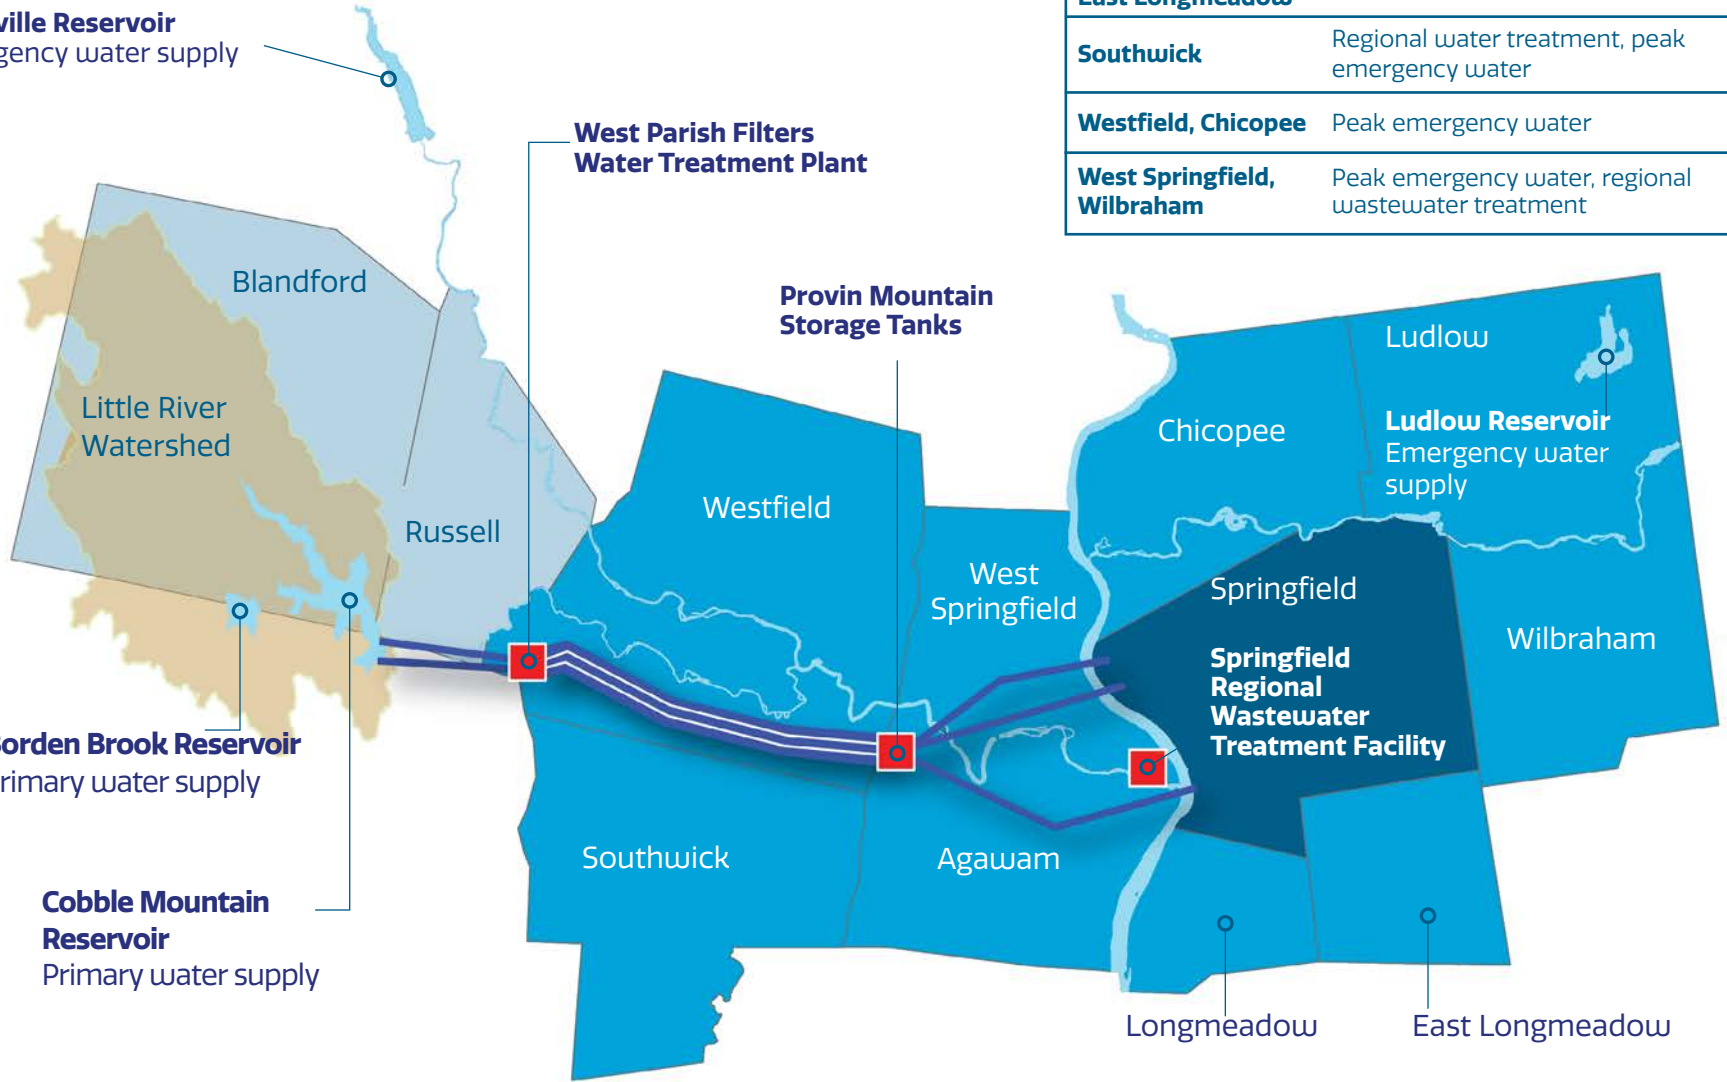 ville Reservoir
gency water supply
East Longmeadow
Southwick
Regional water treatment, peak
emergency water
Westfield, Chicopee
Peak emergency water
West Springfield,
Wilbraham
Peak emergency water, regional
wastewater treatment
West Parish Filters
Water Treatment Plant
Provin Mountain
Storage Tanks
Blandford
Little River
Watershed
Russell
Westfield
West
Springfield
Chicopee
Ludlow
Ludlow Reservoir
Emergency water
supply
Springfield
Springfield
Regional
Wastewater
Treatment Facility
Wilbraham
Borden Brook Reservoir
rimary water supply
Cobble Mountain
Reservoir
Primary water supply
Southwick
Agawam
Longmeadow
East Longmeadow